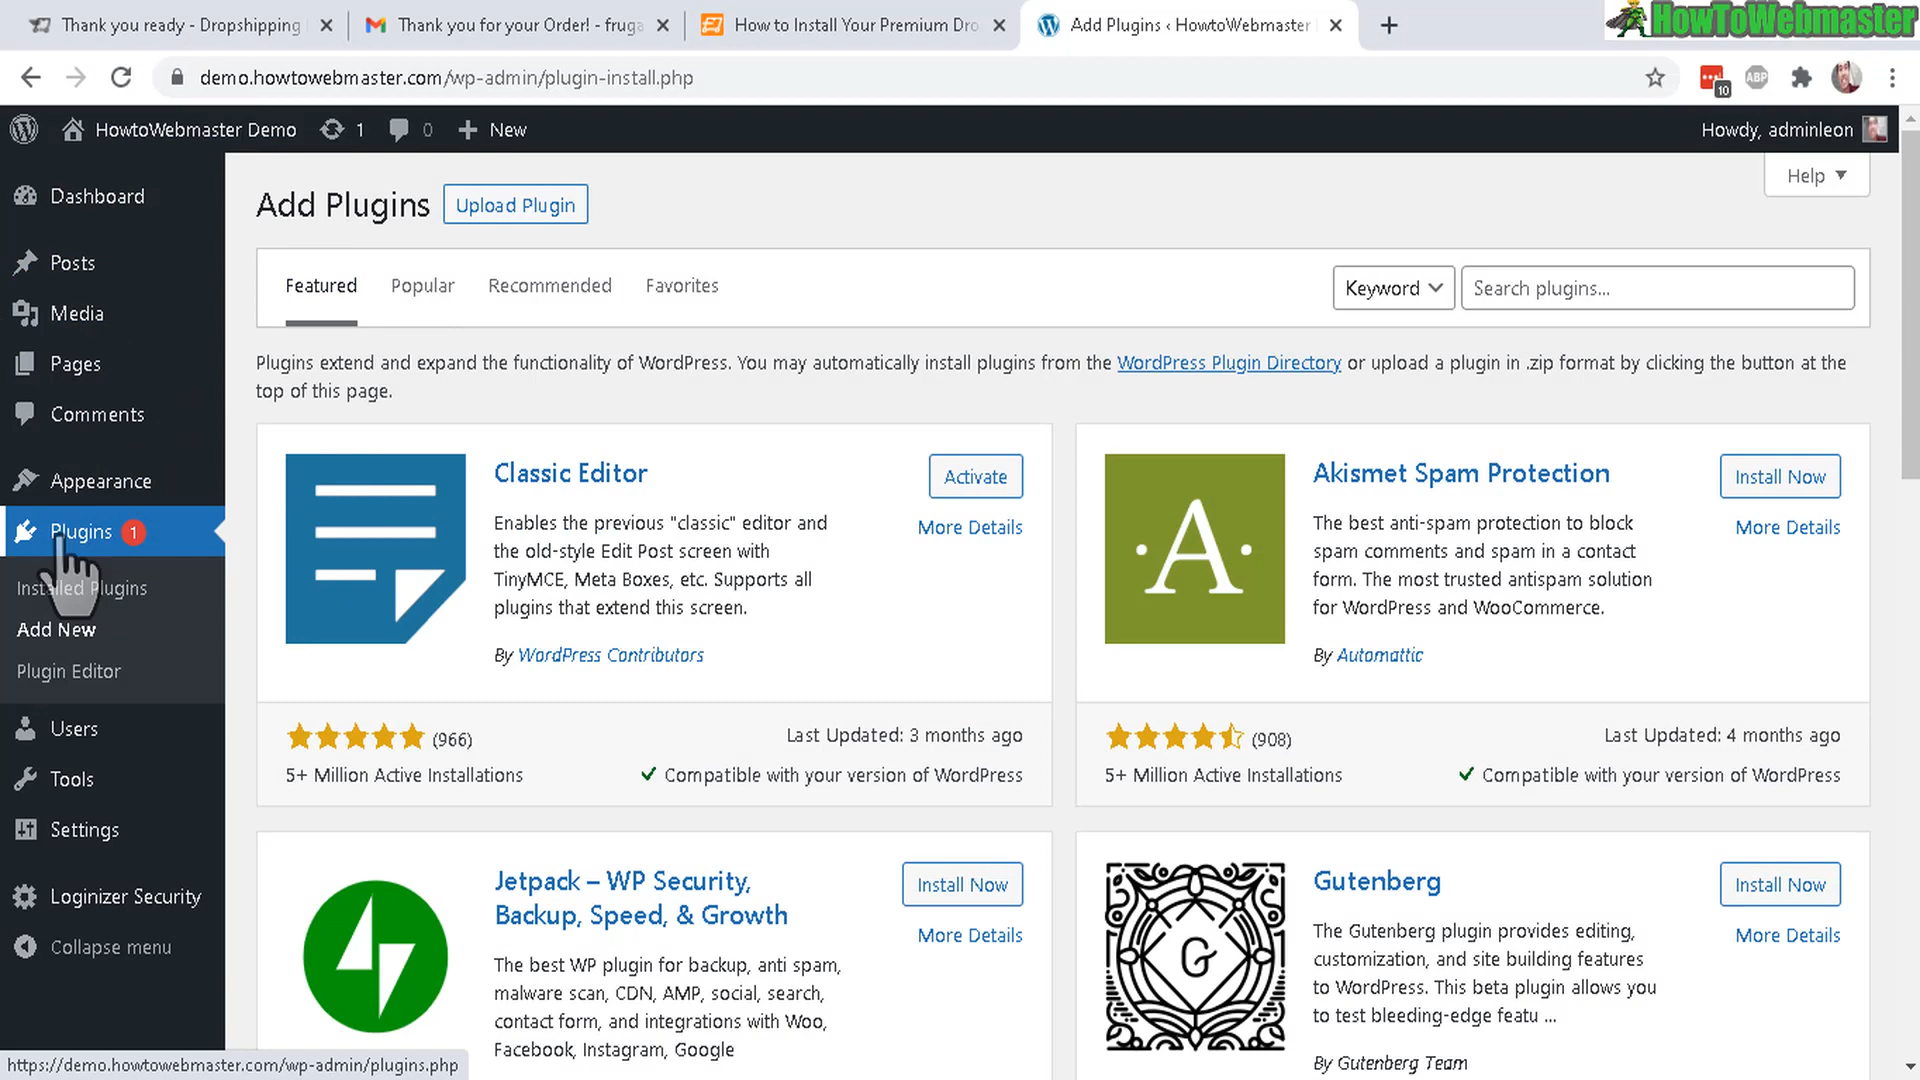 Thank you ready - Dropshipping
Thank you for your Order! - fruga
How to Install Your Premium Dro
Add Plugins ‹ HowtoWebmaster
HowToWebmaster
demo.howtowebmaster.com/wp-admin/plugin-install.php
10
ABP
HowtoWebmaster Demo 1 0 New
Howdy, adminleon
Dashboard
Posts
Media
Pages
Comments
Appearance
Plugins 1
Installed Plugins
Add New
Plugin Editor
Users
Tools
Settings
Loginizer Security
Collapse menu
Help
Add Plugins Upload Plugin
Featured Popular Recommended Favorites Keyword Search plugins...
Plugins extend and expand the functionality of WordPress. You may automatically install plugins from the WordPress Plugin Directory or upload a plugin in .zip format by clicking the button at the
top of this page.
Classic Editor
Activate
More Details
Enables the previous "classic" editor and
the old-style Edit Post screen with
TinyMCE, Meta Boxes, etc. Supports all
plugins that extend this screen.
By WordPress Contributors
(966)
Last Updated: 3 months ago
5+ Million Active Installations
Compatible with your version of WordPress
Akismet Spam Protection
Install Now
More Details
A
The best anti-spam protection to block
spam comments and spam in a contact
form. The most trusted antispam solution
for WordPress and WooCommerce.
By Automattic
(908)
Last Updated: 4 months ago
5+ Million Active Installations
Compatible with your version of WordPress
Jetpack – WP Security,
Backup, Speed, & Growth
Install Now
More Details
The best WP plugin for backup, anti spam,
malware scan, CDN, AMP, social, search,
contact form, and integrations with Woo,
Facebook, Instagram, Google
Gutenberg
Install Now
More Details
G
The Gutenberg plugin provides editing,
customization, and site building features
to WordPress. This beta plugin allows you
to test bleeding-edge featu ...
By Gutenberg Team
https://demo.howtowebmaster.com/wp-admin/plugins.php